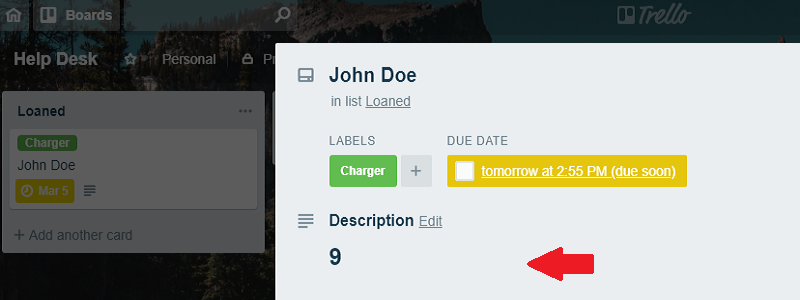 Boards
Trello
Help Desk
Pr
Loaned
Charger
John Doe
Mar 5
+ Add another card
John Doe
in list Loaned
LABELS
Charger
+
DUE DATE
tomorrow at 2:55 PM (due soon)
Description Edit
9